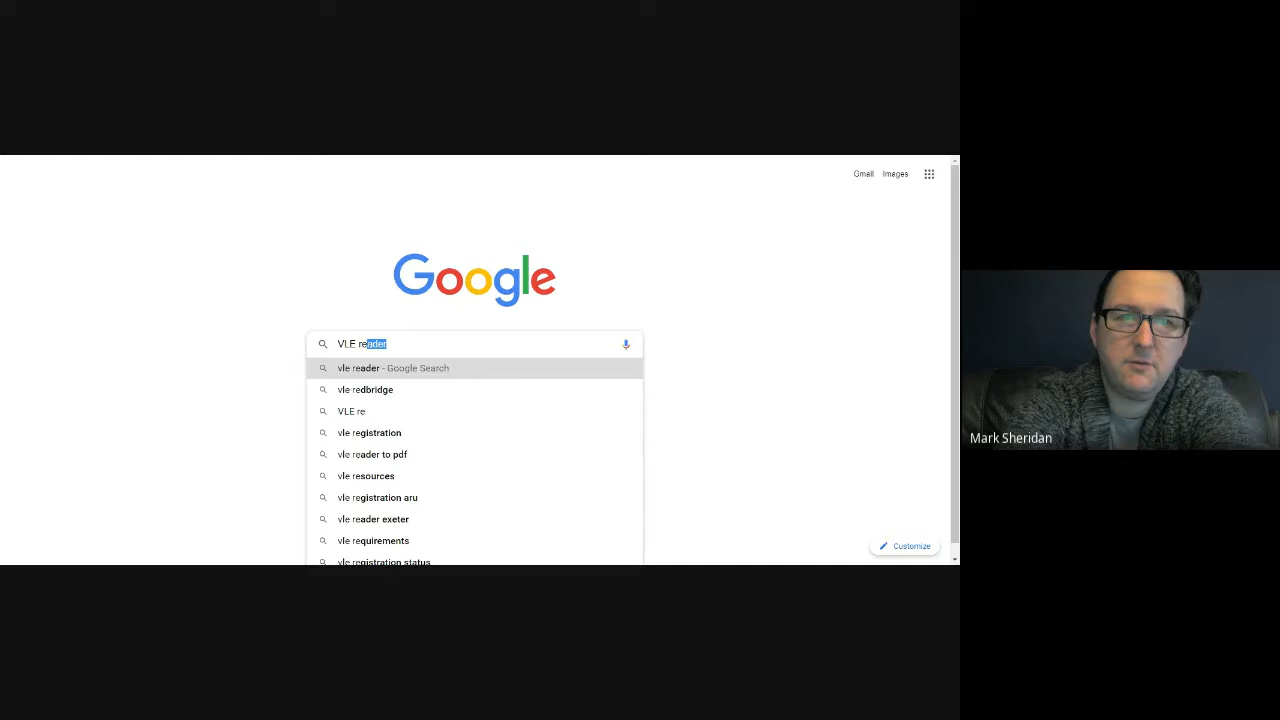 Gmail Images
Google
VLE reader
vle reader - Google Search
vle redbridge
VLE re
vle registration
vle reader to pdf
vle resources
vle registration aru
vle reader exeter
vle requirements
vle registration status
Customize
Mark Sheridan